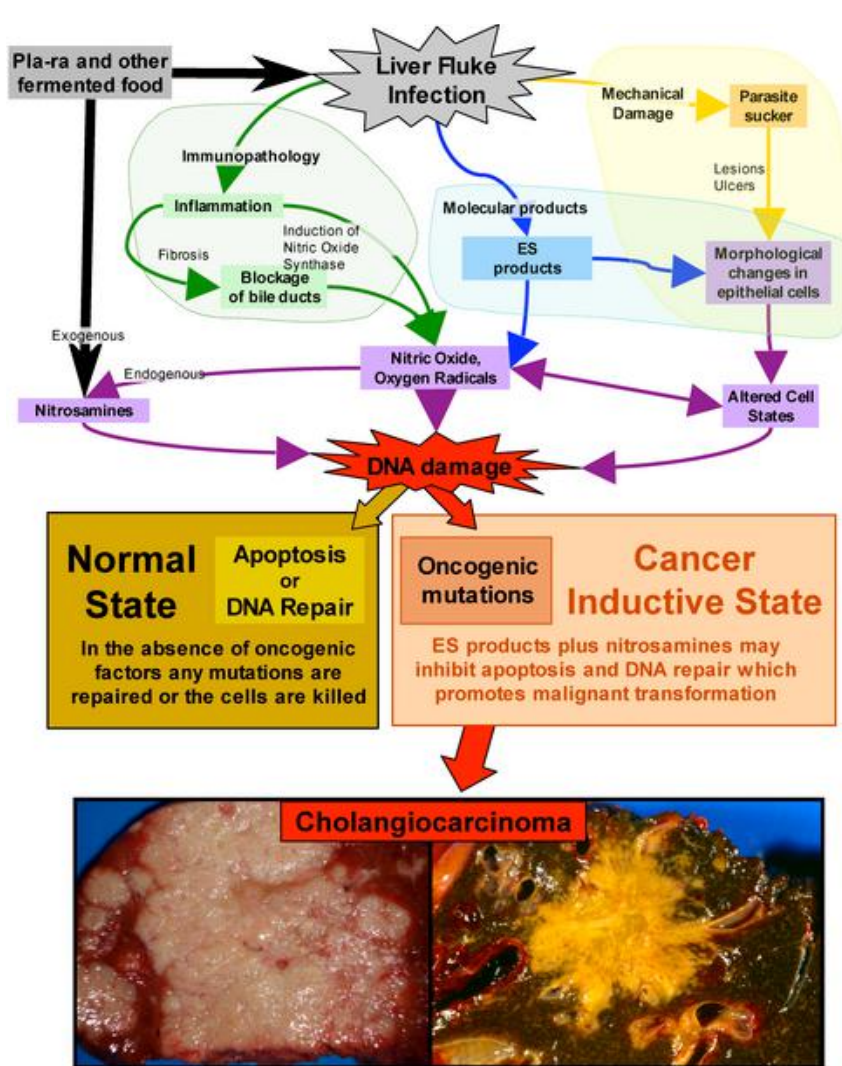 Pla-ra and other
fermented food
Liver Fluke
Infection
Mechanical
Damage
Parasite
sucker
Immunopathology
Lesions
Ulcers
Inflammation
Molecular products
Induction of
Nitric Oxide
Synthase
Fibrosis
ES
products
Morphological
changes in
epithelial cells
Blockage
of bile ducts
Exogenous
Endogenous
Nitric Oxide,
Oxygen Radicals
Nitrosamines
Altered Cell
States
DNA damage
Normal
State
Apoptosis
or
DNA Repair
In the absence of oncogenic
factors any mutations are
repaired or the cells are killed
Oncogenic
mutations
Cancer
Inductive State
ES products plus nitrosamines may
inhibit apoptosis and DNA repair which
promotes malignant transformation
Cholangiocarcinoma